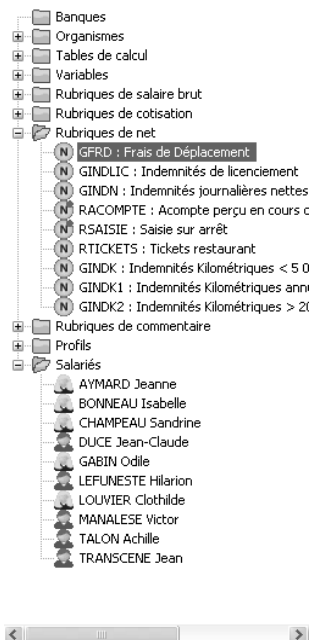 Banques
Organismes
Tables de calcul
Variables
Rubriques de salaire brut
Rubriques de cotisation
Rubriques de net
N GFRD : Frais de Déplacement
N GINDLIC : Indemnités de licenciement
N GINDN : Indemnités journalières nettes
N RACOMPTE : Acompte perçu en cours
N RSAISIE : Saisie sur arrêt
N RTICKETS : Tickets restaurant
N GINDK : Indemnités Kilométriques < 5 0
N GINDK1 : Indemnités Kilométriques
N GINDK2 : Indemnités Kilométriques > 20
Rubriques de commentaire
Profils
Salariés
AYMARD Jeanne
BONNEAU Isabelle
CHAMPEAU Sandrine
DUCE Jean-Claude
GABIN Odile
LEFUNESTE Hilarion
LOUVIER Clothilde
MANALESE Victor
TALON Achille
TRANSCENE Jean